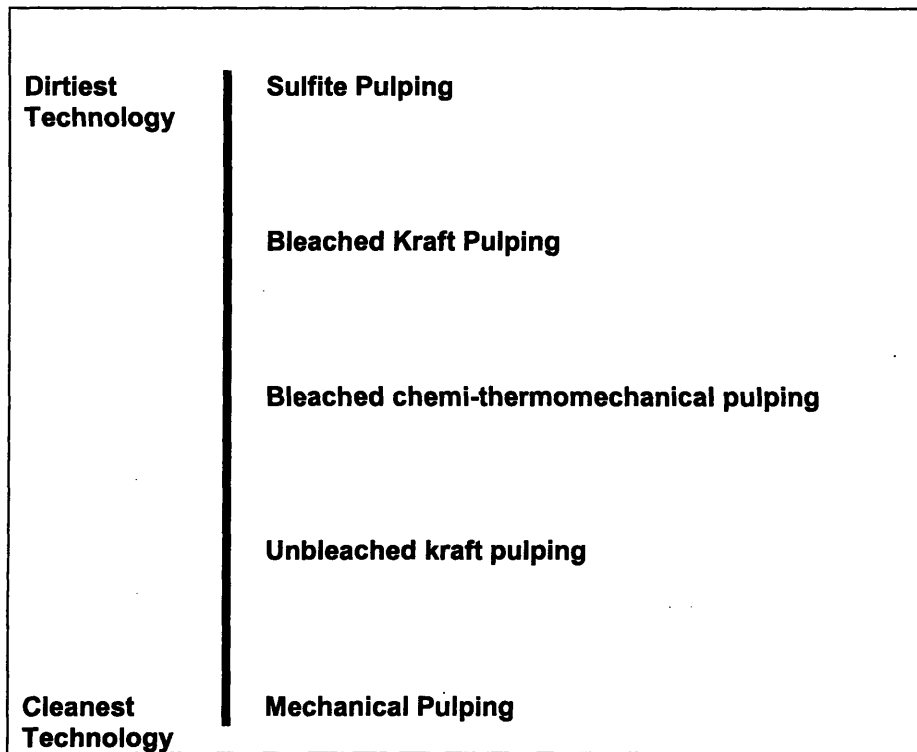 Dirtiest
Technology
Sulfite Pulping
Bleached Kraft Pulping
Bleached chemi-thermomechanical pulping
Unbleached kraft pulping
Cleanest
Technology
Mechanical Pulping